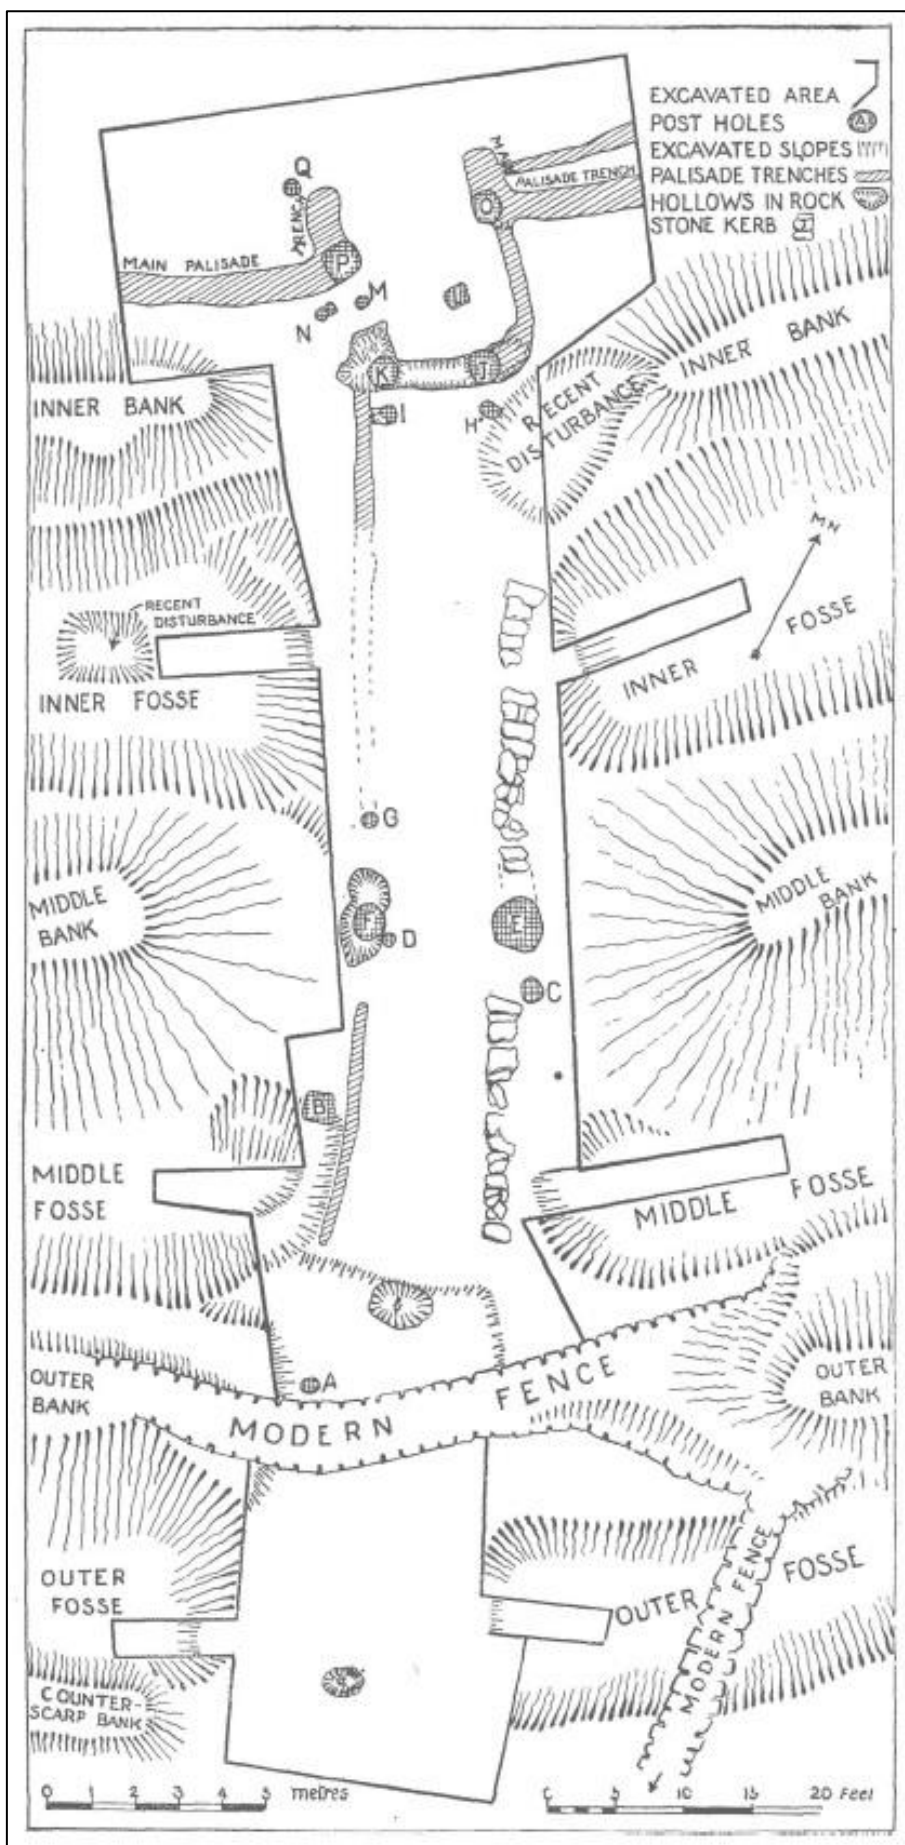 EXCAVATED AREA
POST HOLES A
EXCAVATED SLOPES
PALISADE TRENCHES
HOLLOWS IN ROCK
STONE KERB
Q
MAIN
PALISADE TRENCH
O
TRENCH
MAIN PALISADE
P
M
N
K
J
I
H
INNER BANK
RECENT
DISTURBANCE
INNER BANK
MN
RECENT
DISTURBANCE
FOSSE
INNER
INNER FOSSE
G
MIDDLE
BANK
F
D
E
C
MIDDLE
BANK
B
MIDDLE
FOSSE
MIDDLE FOSSE
A
OUTER
BANK
MODERN FENCE
OUTER
BANK
OUTER
FOSSE
OUTER FOSSE
MODERN FENCE
COUNTER-
SCARP BANK
0 1 2 3 4 5 metres
5 10 15 20 Feet